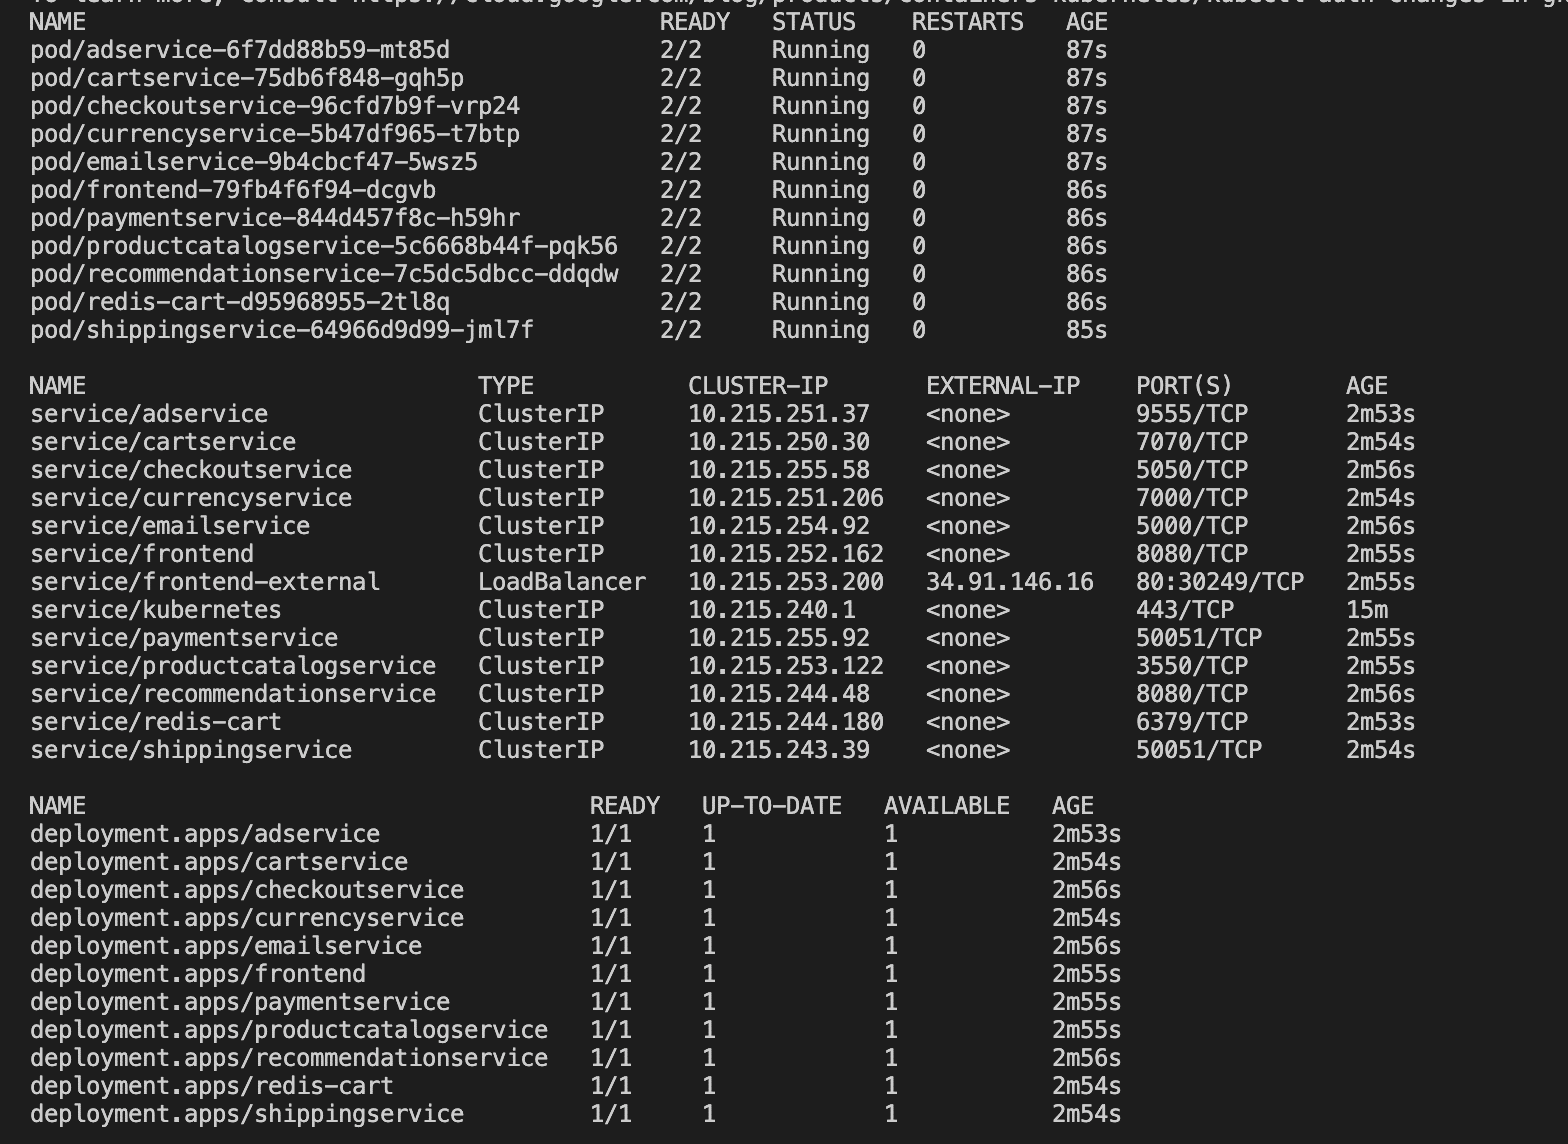 To learn more, consult https://cloud.google.com/blog/products/containers-kubernetes/kubectl-auth-changes-in-gk
NAME READY STATUS RESTARTS AGE
pod/adservice-6f7dd88b59-mt85d 2/2 Running 0 87s
pod/cartservice-75db6f848-gqh5p 2/2 Running 0 87s
pod/checkoutservice-96cfd7b9f-vrp24 2/2 Running 0 87s
pod/currencyservice-5b47df965-t7btp 2/2 Running 0 87s
pod/emailservice-9b4cbcf47-5wsz5 2/2 Running 0 87s
pod/frontend-79fb4f6f94-dcgvb 2/2 Running 0 86s
pod/paymentservice-844d457f8c-h59hr 2/2 Running 0 86s
pod/productcatalogservice-5c6668b44f-pqk56 2/2 Running 0 86s
pod/recommendationservice-7c5dc5dbcc-ddqdw 2/2 Running 0 86s
pod/redis-cart-d95968955-2tl8q 2/2 Running 0 86s
pod/shippingservice-64966d9d99-jml7f 2/2 Running 0 85s
NAME TYPE CLUSTER-IP EXTERNAL-IP PORT(S) AGE
service/adservice ClusterIP 10.215.251.37 <none> 9555/TCP 2m53s
service/cartservice ClusterIP 10.215.250.30 <none> 7070/TCP 2m54s
service/checkoutservice ClusterIP 10.215.255.58 <none> 5050/TCP 2m56s
service/currencyservice ClusterIP 10.215.251.206 <none> 7000/TCP 2m54s
service/emailservice ClusterIP 10.215.254.92 <none> 5000/TCP 2m56s
service/frontend ClusterIP 10.215.252.162 <none> 8080/TCP 2m55s
service/frontend-external LoadBalancer 10.215.253.200 34.91.146.16 80:30249/TCP 2m55s
service/kubernetes ClusterIP 10.215.240.1 <none> 443/TCP 15m
service/paymentservice ClusterIP 10.215.255.92 <none> 50051/TCP 2m55s
service/productcatalogservice ClusterIP 10.215.253.122 <none> 3550/TCP 2m55s
service/recommendationservice ClusterIP 10.215.244.48 <none> 8080/TCP 2m56s
service/redis-cart ClusterIP 10.215.244.180 <none> 6379/TCP 2m53s
service/shippingservice ClusterIP 10.215.243.39 <none> 50051/TCP 2m54s
NAME READY UP-TO-DATE AVAILABLE AGE
deployment.apps/adservice 1/1 1 1 2m53s
deployment.apps/cartservice 1/1 1 1 2m54s
deployment.apps/checkoutservice 1/1 1 1 2m56s
deployment.apps/currencyservice 1/1 1 1 2m54s
deployment.apps/emailservice 1/1 1 1 2m56s
deployment.apps/frontend 1/1 1 1 2m55s
deployment.apps/paymentservice 1/1 1 1 2m55s
deployment.apps/productcatalogservice 1/1 1 1 2m55s
deployment.apps/recommendationservice 1/1 1 1 2m56s
deployment.apps/redis-cart 1/1 1 1 2m54s
deployment.apps/shippingservice 1/1 1 1 2m54s